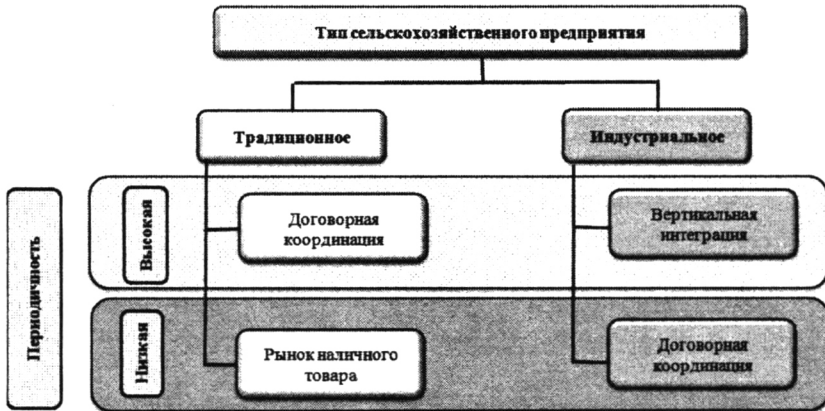 Тип сельскохозяйственного предприятия
Традиционное
Индустриальное
Периодичность
Высокая
Договорная
координация
Вертикальная
интеграция
Низкая
Рынок наличного
товара
Договорная
координация